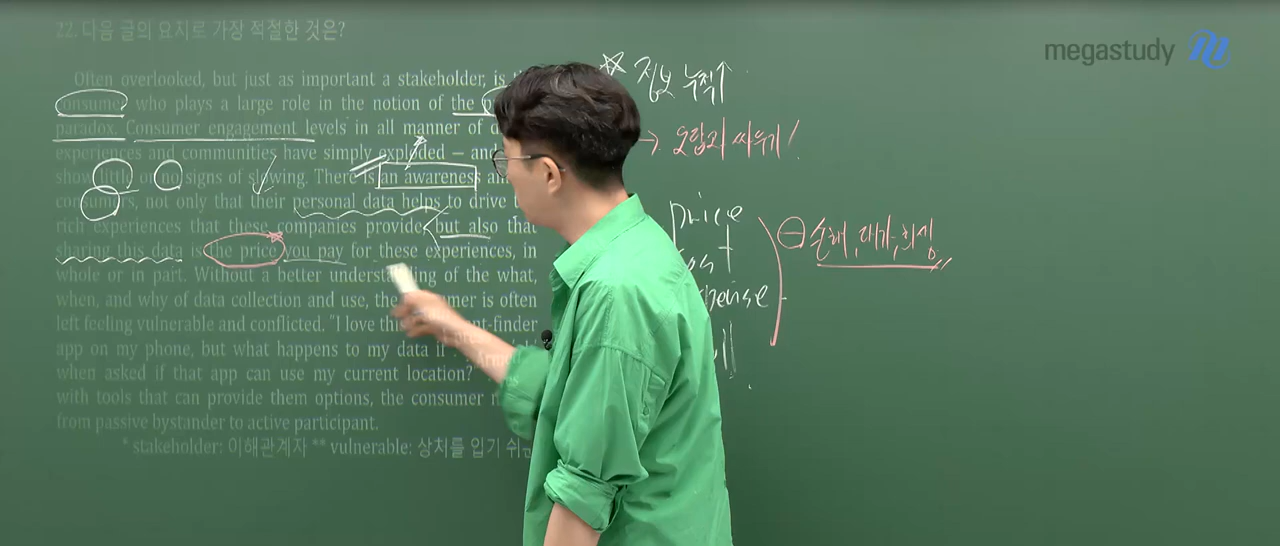 22. 다음 글의 요지로 가장 적절한 것은?
megastudy
Often overlooked, but just as important a stakeholder, is
consumer who plays a large role in the notion of the
paradox. Consumer engagement levels in all manner of
experiences and communities have simply exploded — and
show little or no signs of slowing. There is an awareness
consumers, not only that their personal data helps to drive
rich experiences that these companies provide, but also that
sharing this data is the price you pay for these experiences, in
whole or in part. Without a better understanding of the what,
when, and why of data collection and use, the consumer is often
left feeling vulnerable and conflicted. "I love this
app on my phone, but what happens to my data if
when asked if that app can use my current location?
with tools that can provide them options, the consumer
from passive bystander to active participant.
* stakeholder: 이해관계자 ** vulnerable: 상처를 입기 쉬운
정보 누적↑
→ 오답과 싸우기!
price
⊖ 손해, 대가, 희생